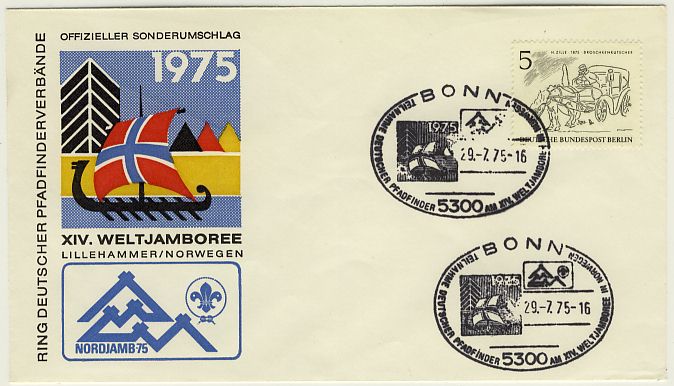 RING DEUTSCHER PFADFINDERVERBÄNDE
OFFIZIELLER SONDERUMSCHLAG
1975
XIV. WELTJAMBOREE
LILLEHAMMER/NORWEGEN
NORDJAMB-75
5
H. ZILLE · 1875 · DROSCHKENKUTSCHER
DEUTSCHE BUNDESPOST BERLIN
BONN
1975
29.-7.75-16
TEILNAHME DEUTSCHER PFADFINDER 5300 AM XIV. WELTJAMBOREE I NORWEGEN
BONN
1975
29.-7.75-16
TEILNAHME DEUTSCHER PFADFINDER 5300 AM XIV. WELTJAMBOREE IN NORWEGEN